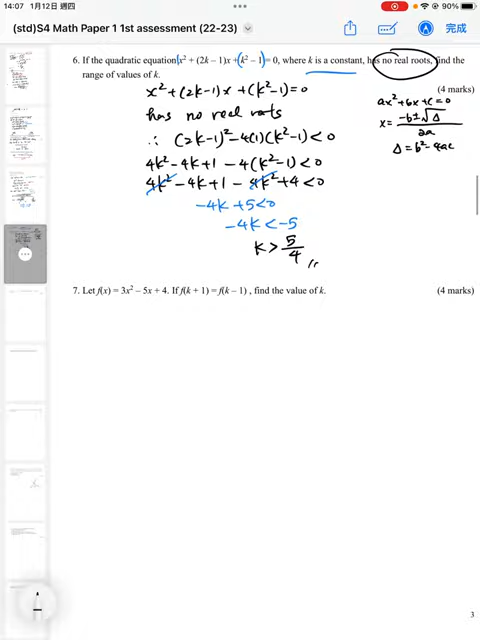 14:07 1月12日 週四
90%
(std)S4 Math Paper 1 1st assessment (22-23)
完成
6. If the quadratic equation x² + (2k – 1)x + (k² – 1) = 0, where k is a constant, has no real roots, find the
range of values of k.
(4 marks)
x² + (2k-1)x + (k²-1) = 0
has no real roots
∴ (2k-1)² - 4(1)(k²-1) < 0
4k² - 4k + 1 - 4(k²-1) < 0
4k² - 4k + 1 - 4k² + 4 < 0
-4k + 5 < 0
-4k < -5
k > 5/4 ,,
ax² + bx + c = 0
x = -b ± √Δ / 2a
Δ = b² - 4ac
7. Let f(x) = 3x² – 5x + 4. If f(k + 1) = f(k – 1) , find the value of k.
(4 marks)
3